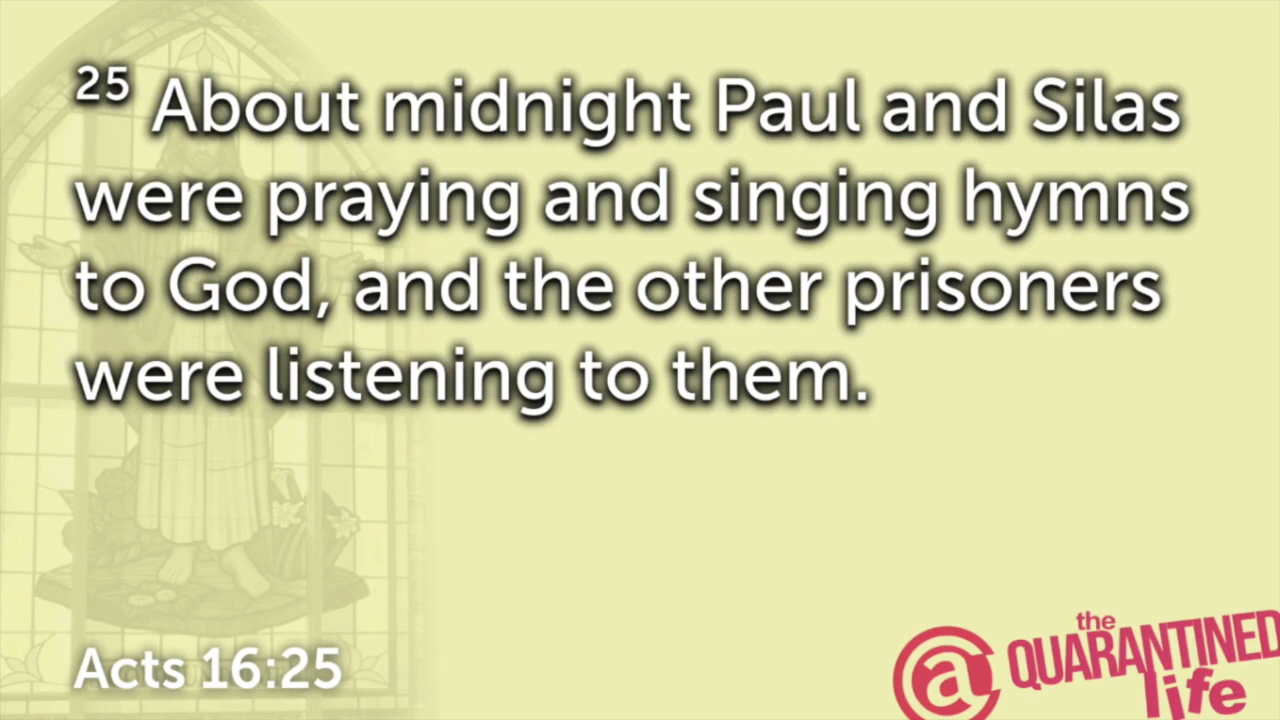 25 About midnight Paul and Silas
were praying and singing hymns
to God, and the other prisoners
were listening to them.
Acts 16:25
@ the
QUARANTINED
life